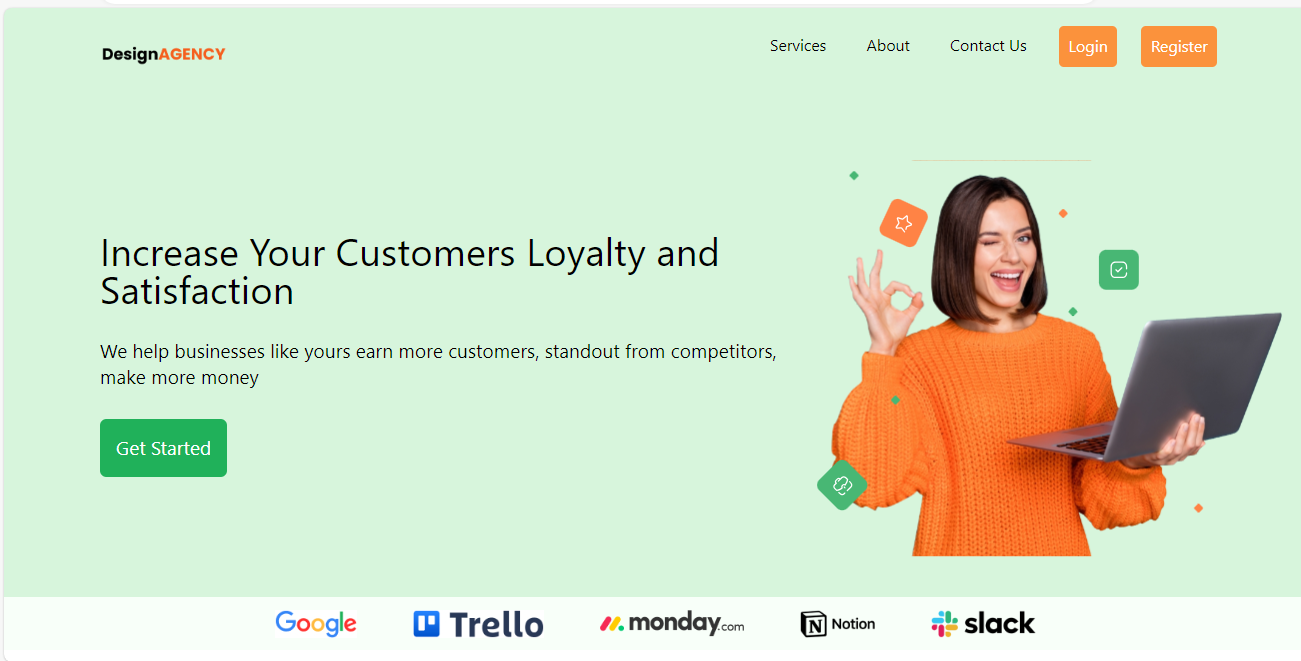 DesignAGENCY
Services
About
Contact Us
Login
Register
Increase Your Customers Loyalty and
Satisfaction
We help businesses like yours earn more customers, standout from competitors,
make more money
Get Started
Google
Trello
monday.com
Notion
slack